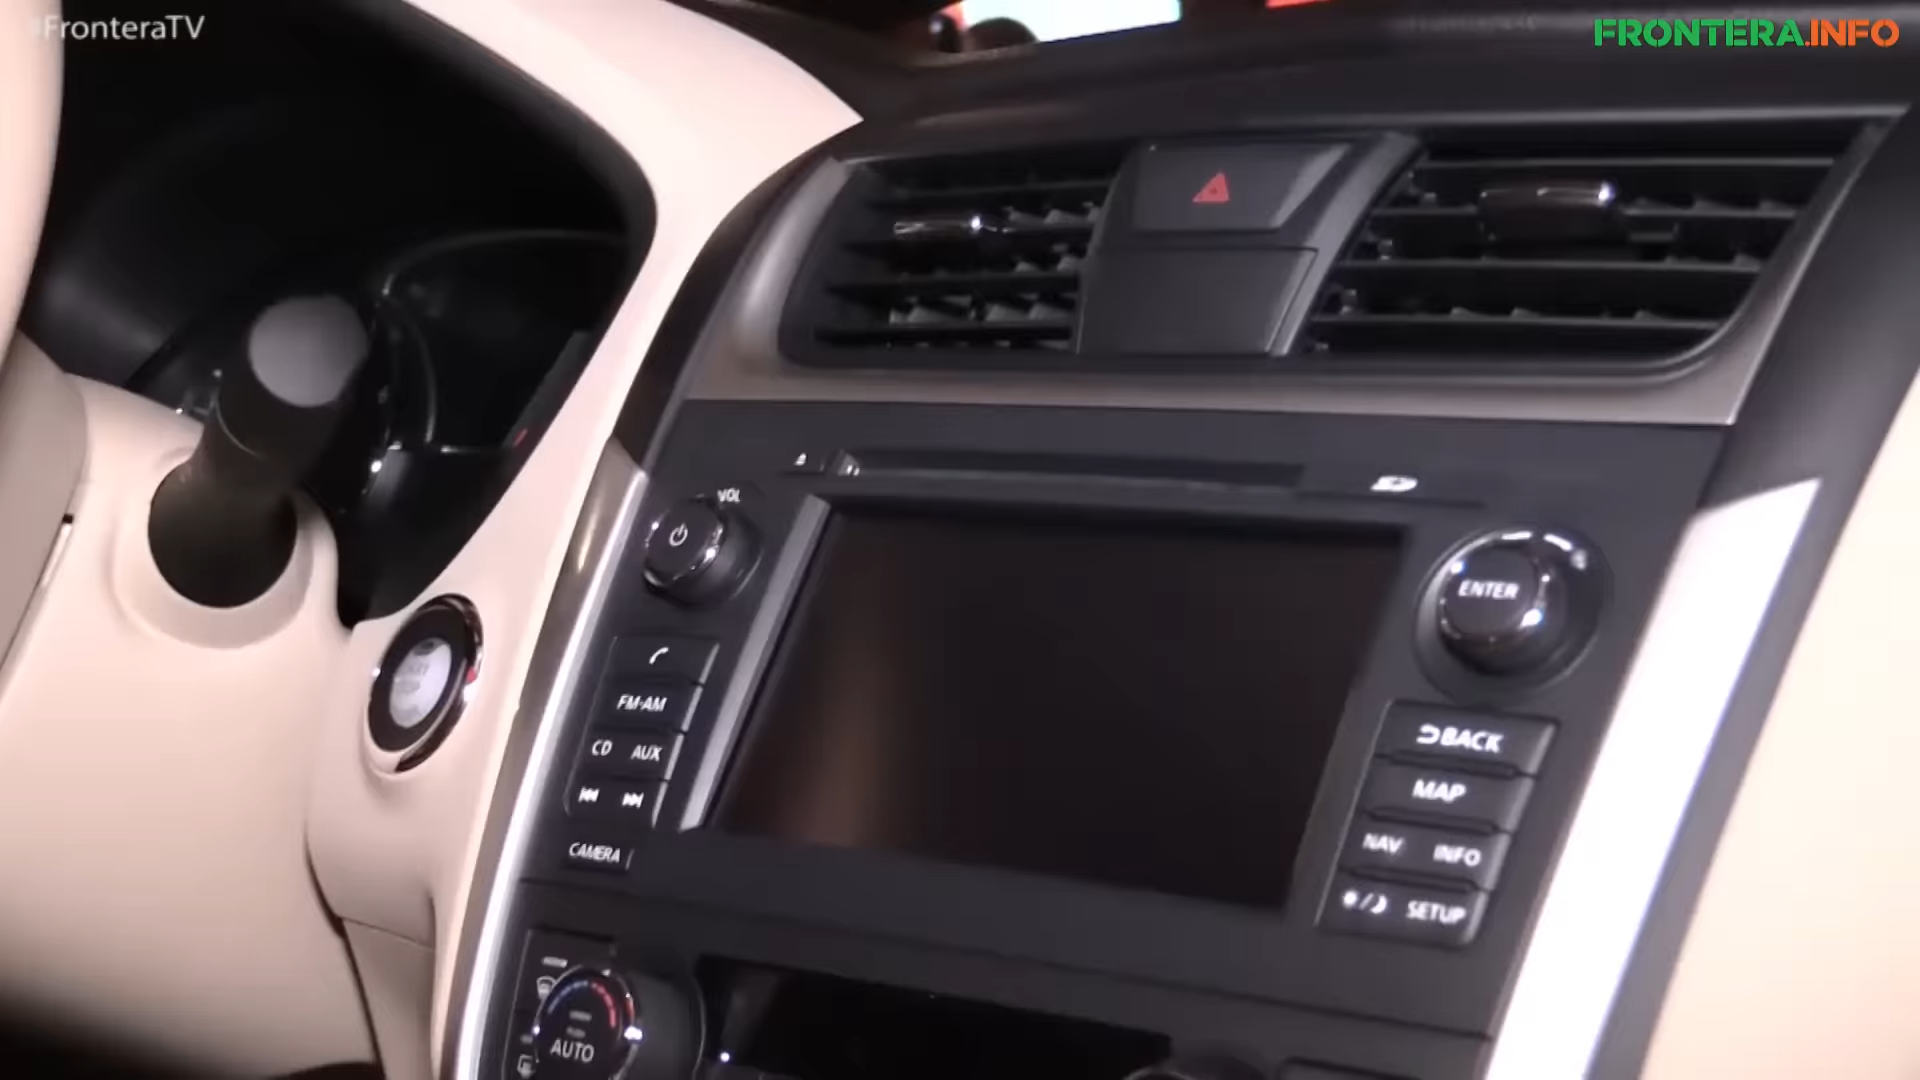 #FronteraTV
FRONTERA.INFO
VOL
ENTER
FM·AM
CD AUX
CAMERA
BACK
MAP
NAV INFO
SETUP
AUTO